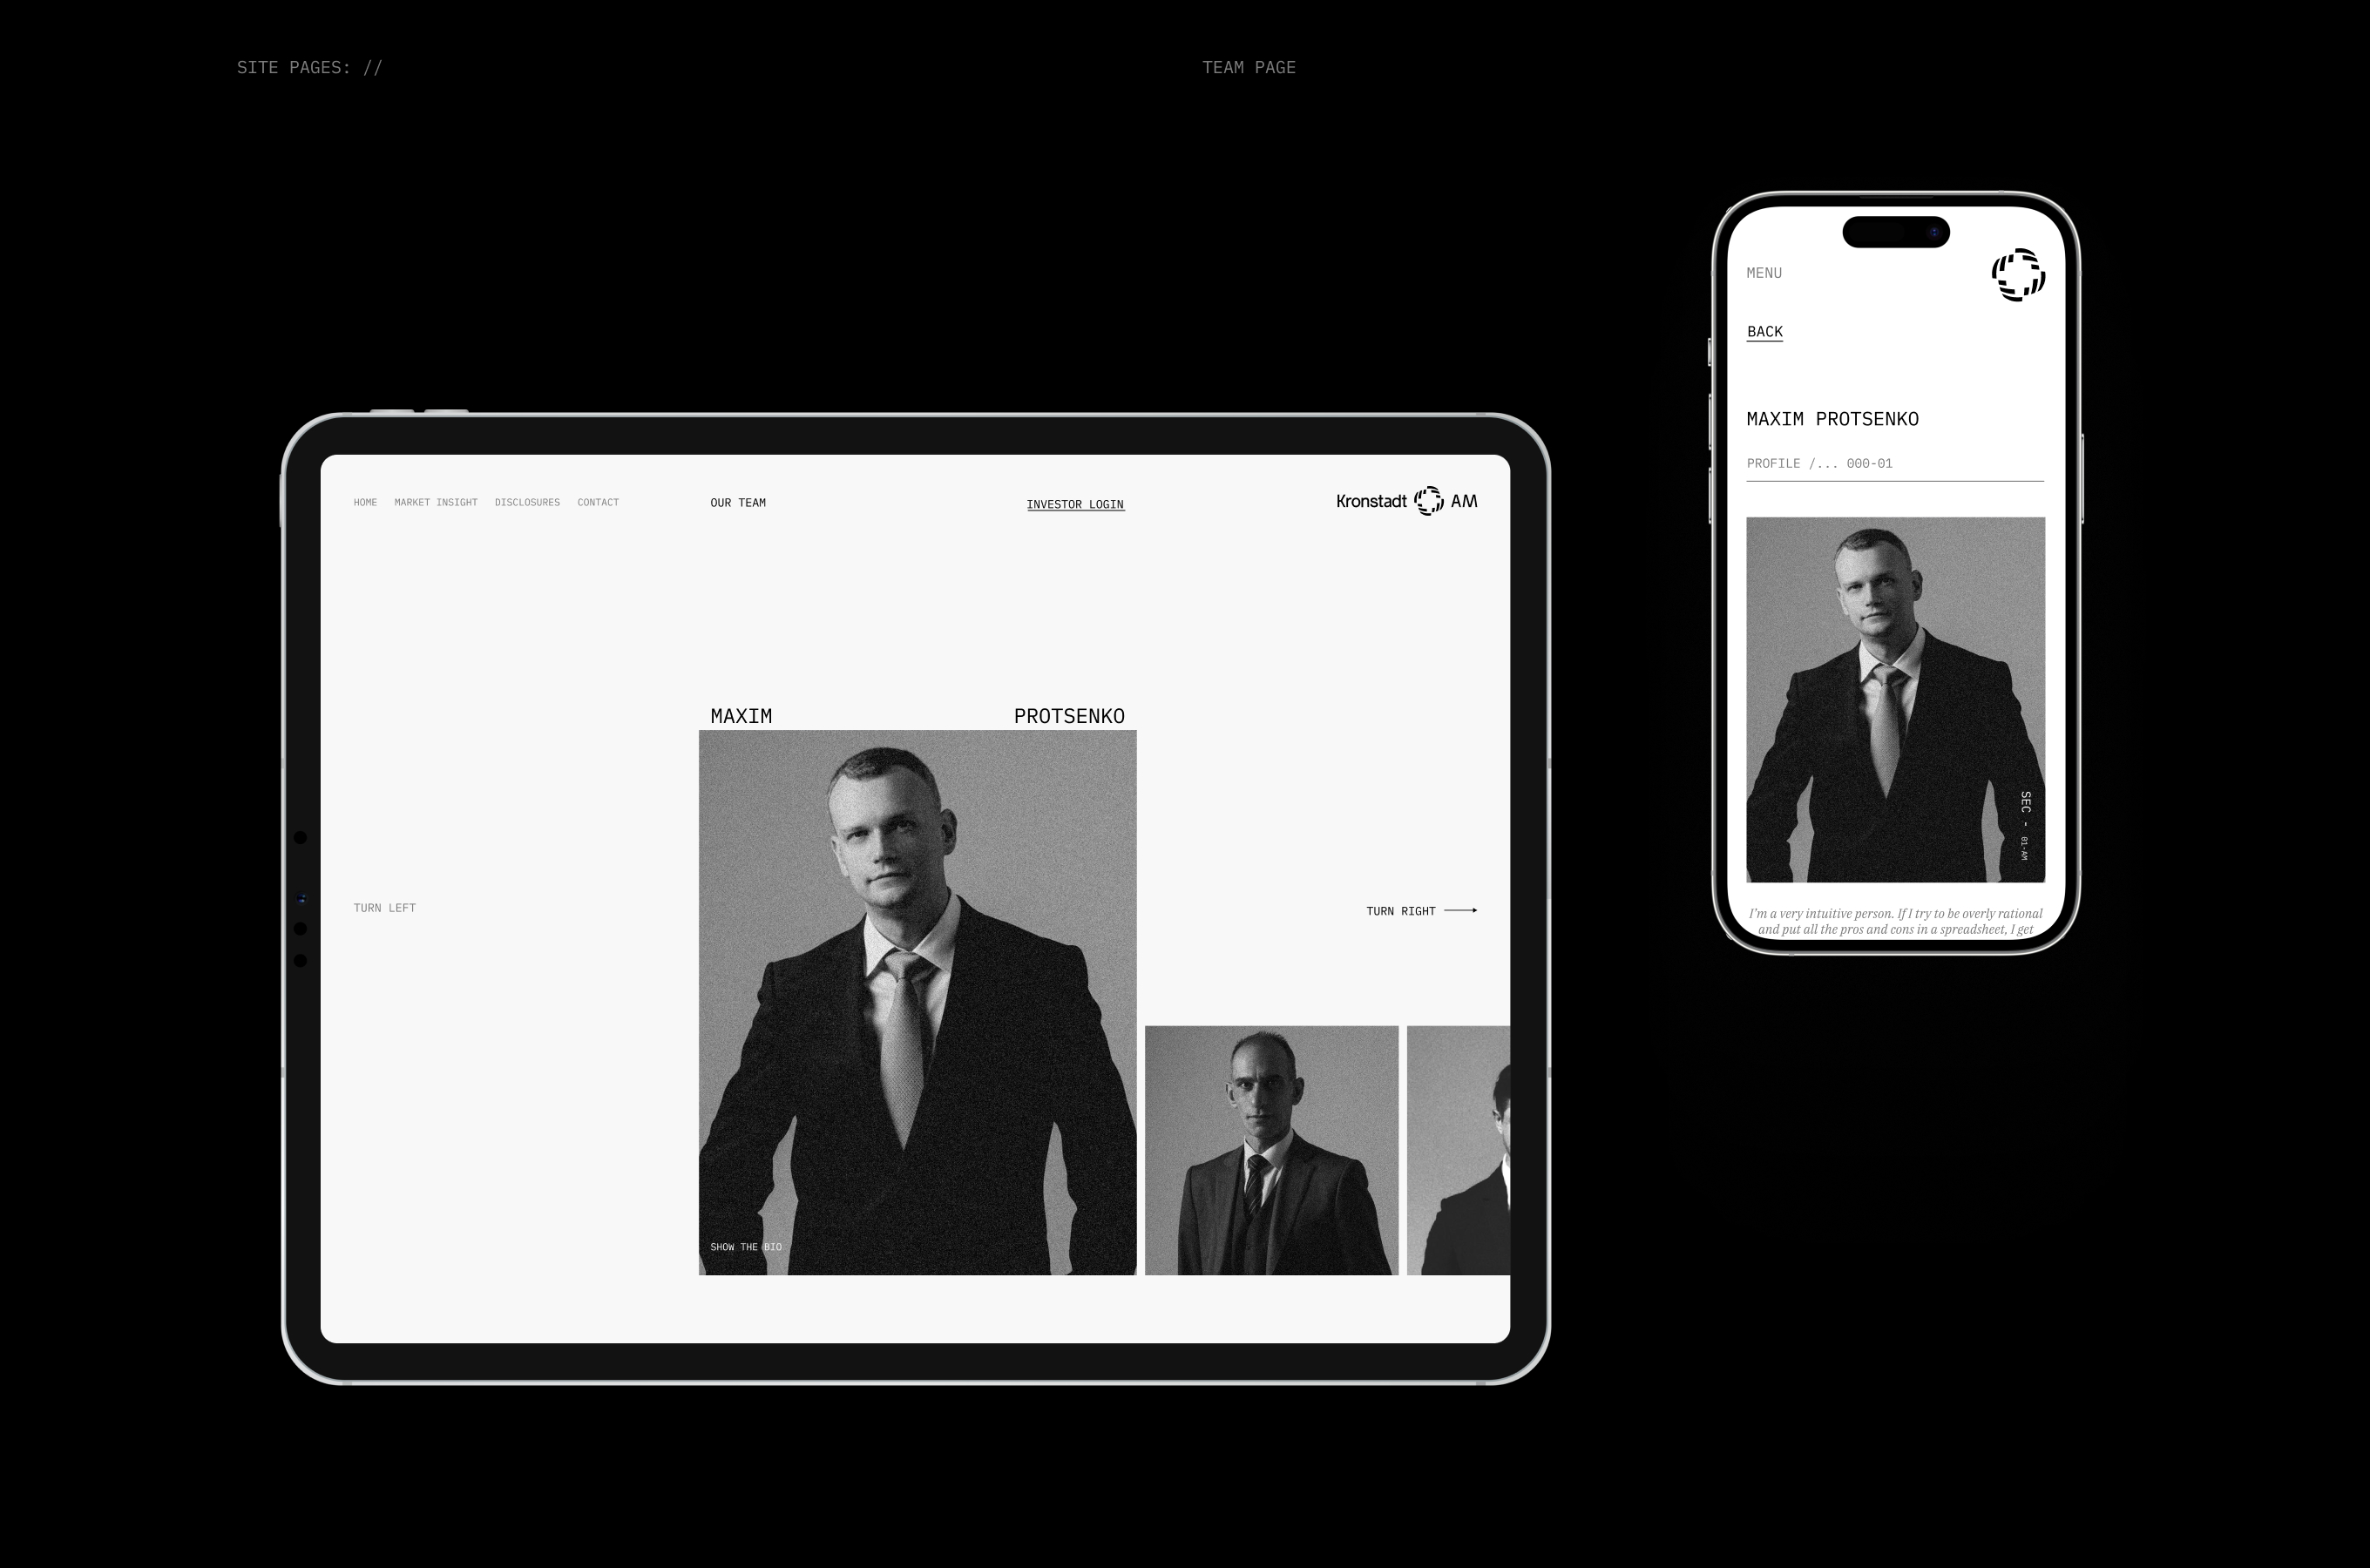 SITE PAGES: //
TEAM PAGE
HOME MARKET INSIGHT DISCLOSURES CONTACT
OUR TEAM
INVESTOR LOGIN
Kronstadt AM
MAXIM PROTSENKO
TURN LEFT
TURN RIGHT
SHOW THE BIO
MENU
BACK
MAXIM PROTSENKO
PROFILE /... 000-01
SEC - 01-AM
I'm a very intuitive person. If I try to be overly rational
and put all the pros and cons in a spreadsheet, I get